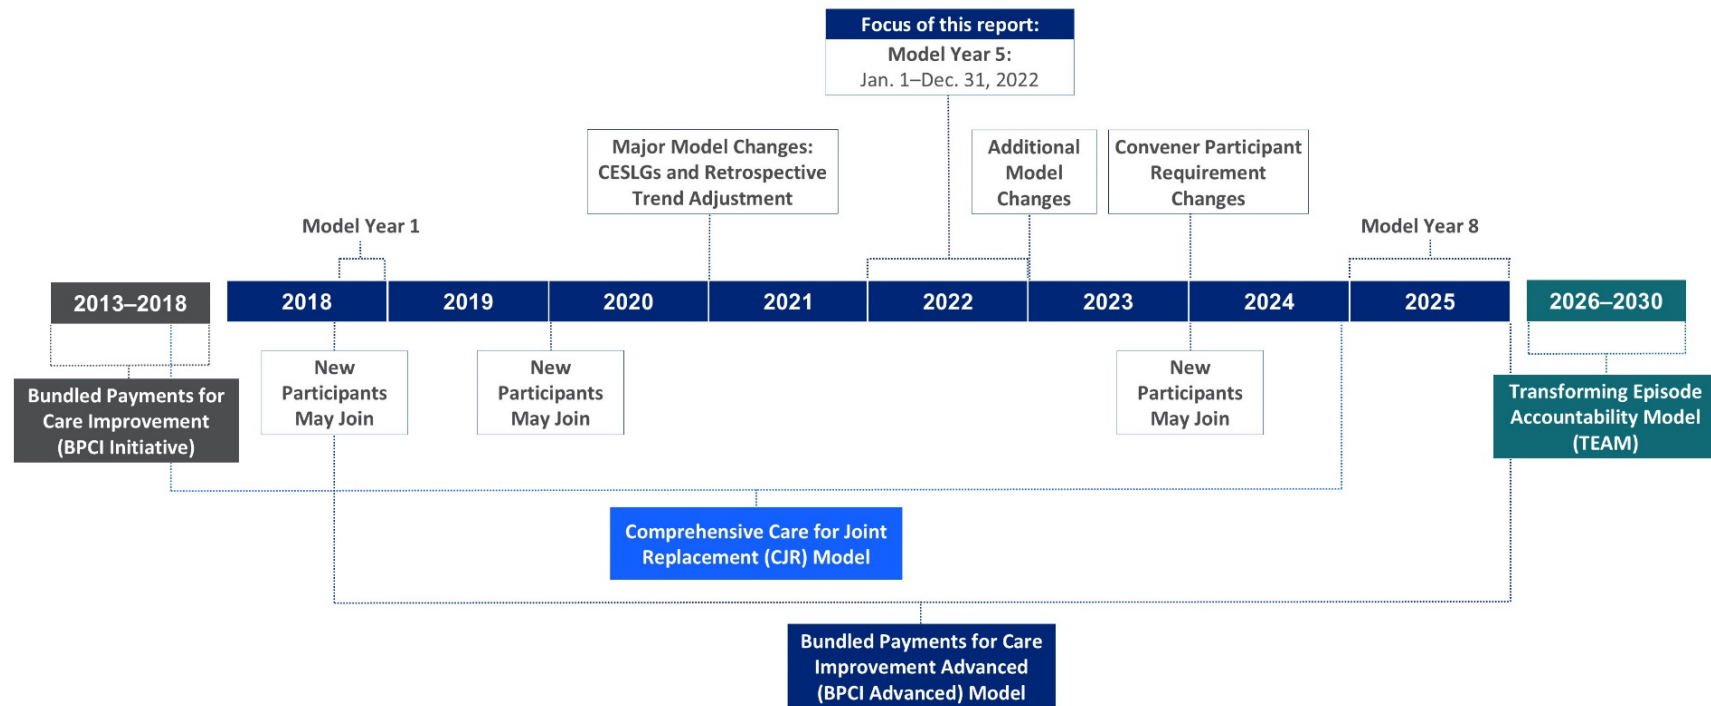 Focus of this report:
Model Year 5:
Jan. 1–Dec. 31, 2022
Major Model Changes:
CESLGs and Retrospective
Trend Adjustment
Additional
Model
Changes
Convener Participant
Requirement
Changes
Model Year 1
Model Year 8
2013–2018
2018
2019
2020
2021
2022
2023
2024
2025
2026–2030
New
Participants
May Join
New
Participants
May Join
New
Participants
May Join
Bundled Payments for
Care Improvement
(BPCI Initiative)
Transforming Episode
Accountability Model
(TEAM)
Comprehensive Care for Joint
Replacement (CJR) Model
Bundled Payments for Care
Improvement Advanced
(BPCI Advanced) Model